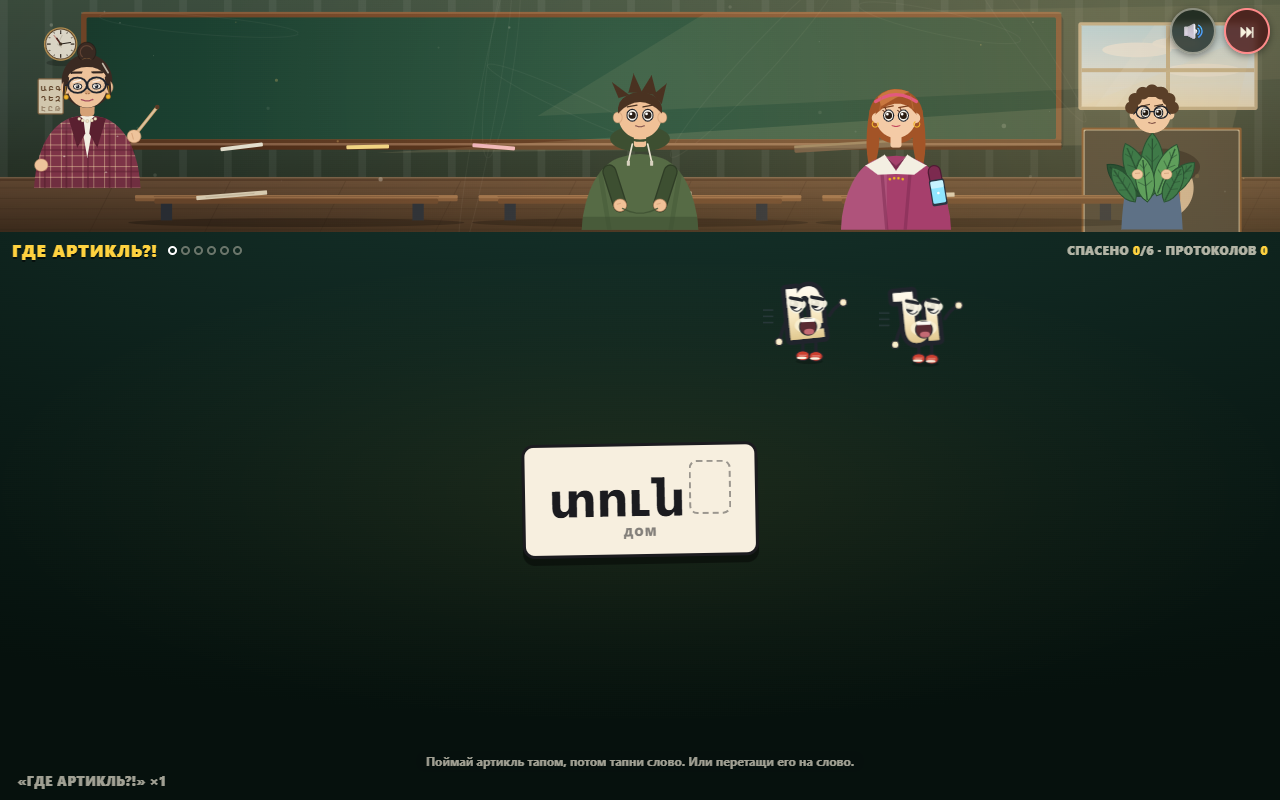 Ա Բ Գ
Դ Ե Զ
Է Ը Թ
ГДЕ АРТИКЛЬ?!
СПАСЕНО 0/6 · ПРОТОКОЛОВ 0
տուն
дом
Поймай артикль тапом, потом тапни слово. Или перетащи его на слово.
«ГДЕ АРТИКЛЬ?!» ×1